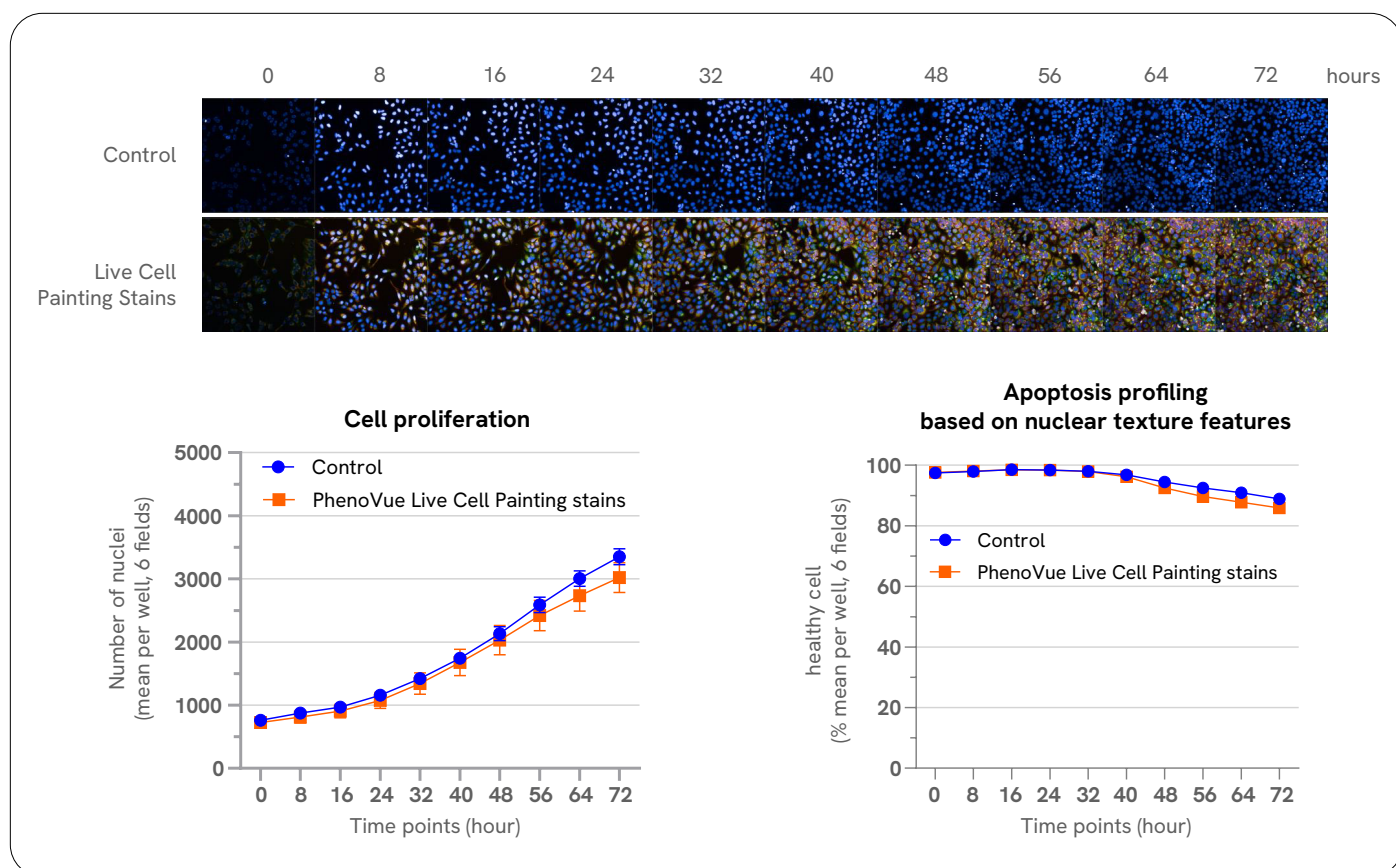 0 8 16 24 32 40 48 56 64 72 hours
Control
Live Cell
Painting Stains
Cell proliferation
5000
4000
3000
2000
1000
0
Number of nuclei
(mean per well, 6 fields)
Control
PhenoVue Live Cell Painting stains
0 8 16 24 32 40 48 56 64 72
Time points (hour)
Apoptosis profiling
based on nuclear texture features
100
80
60
40
20
0
healthy cell
(% mean per well, 6 fields)
Control
PhenoVue Live Cell Painting stains
0 8 16 24 32 40 48 56 64 72
Time points (hour)